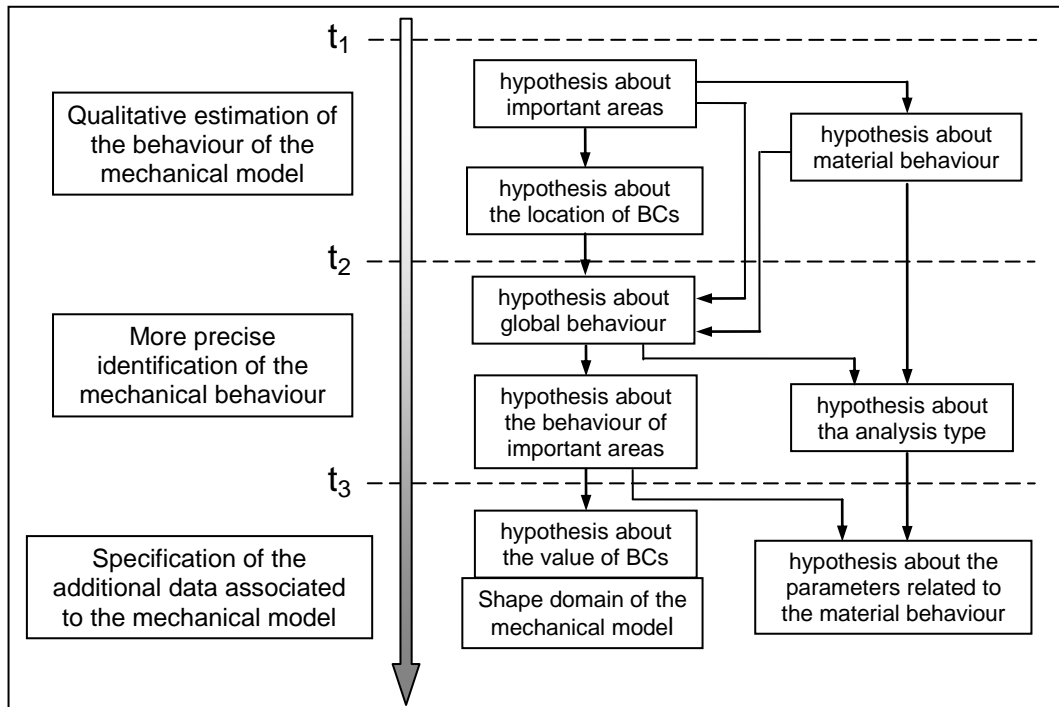 t1
hypothesis about
important areas
Qualitative estimation of
the behaviour of the
mechanical model
hypothesis about
material behaviour
hypothesis about
the location of BCs
t2
hypothesis about
global behaviour
More precise
identification of the
mechanical behaviour
hypothesis about
the behaviour of
important areas
hypothesis about
tha analysis type
t3
hypothesis about
the value of BCs
Specification of the
additional data associated
to the mechanical model
Shape domain of the
mechanical model
hypothesis about the
parameters related to
the material behaviour